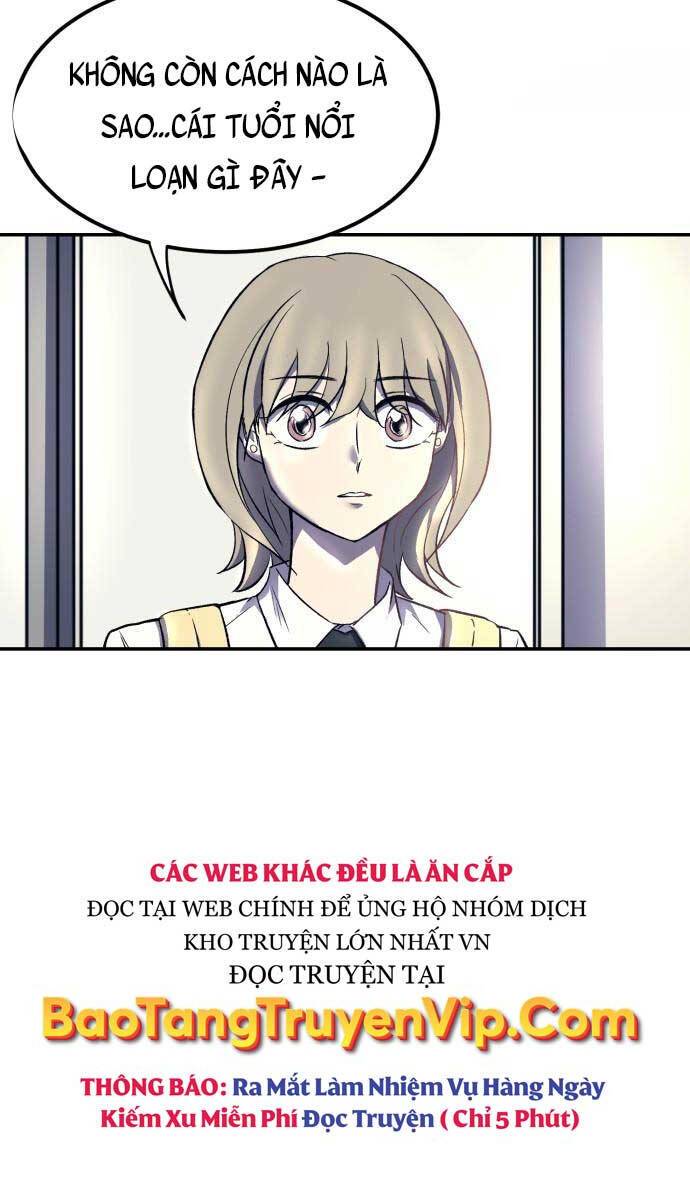 KHÔNG CÒN CÁCH NÀO LÀ
SAO...CÁI TUỔI NỔI
LOẠN GÌ ĐÂY -
CÁC WEB KHÁC ĐỀU LÀ ĂN CẮP
ĐỌC TẠI WEB CHÍNH ĐỂ ỦNG HỘ NHÓM DỊCH
KHO TRUYỆN LỚN NHẤT VN
ĐỌC TRUYỆN TẠI
BaoTangTruyenVip.Com
THÔNG BÁO: Ra Mắt Làm Nhiệm Vụ Hàng Ngày
Kiếm Xu Miễn Phí Đọc Truyện ( Chỉ 5 Phút)